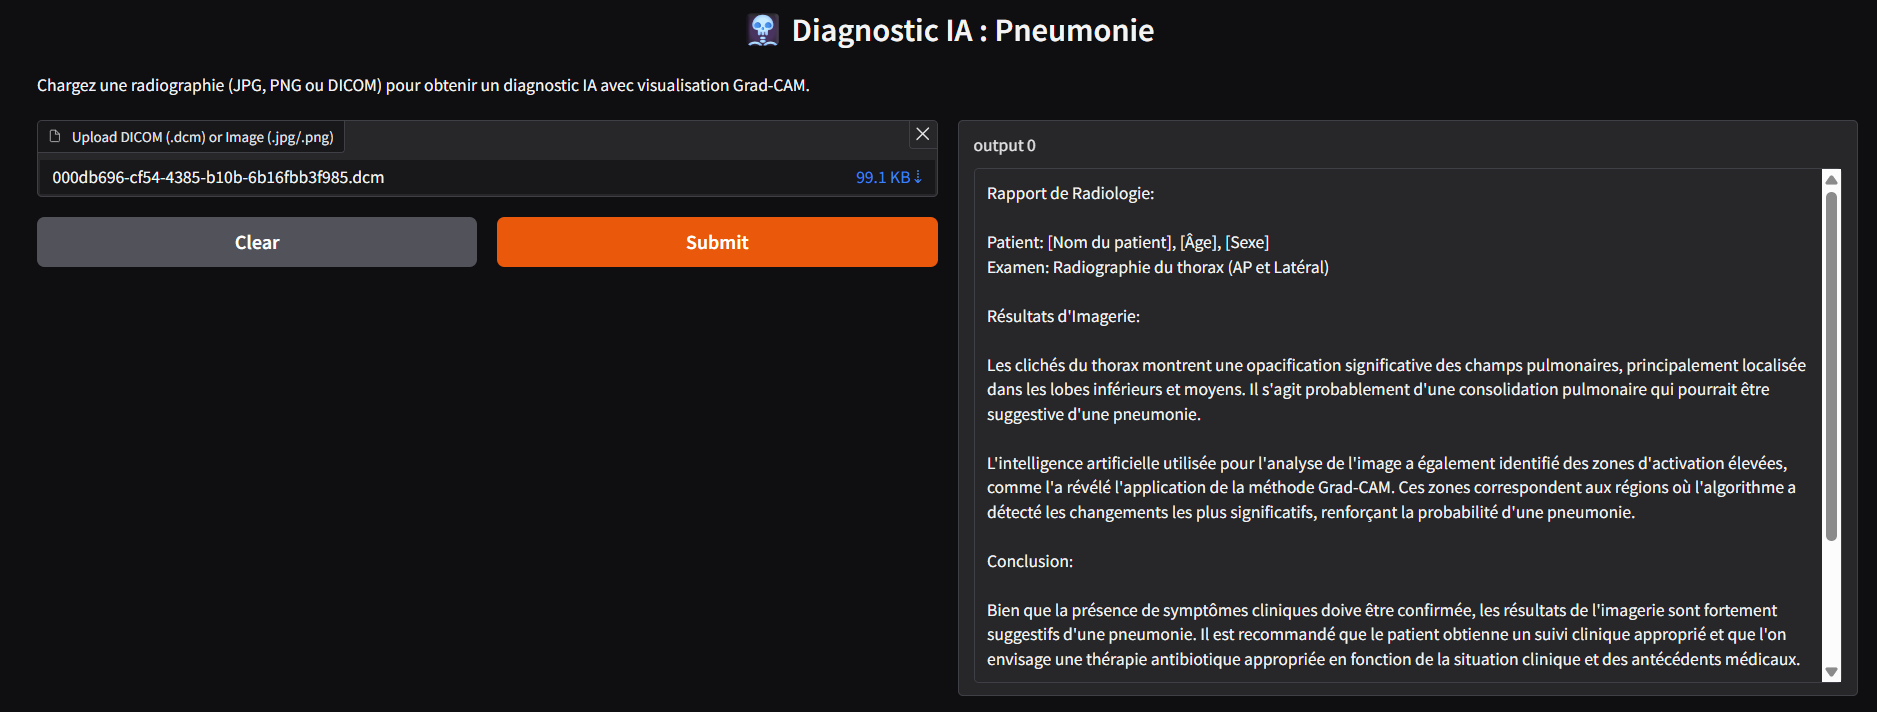 Diagnostic IA : Pneumonie
Chargez une radiographie (JPG, PNG ou DICOM) pour obtenir un diagnostic IA avec visualisation Grad-CAM.
Upload DICOM (.dcm) or Image (.jpg/.png)
000db696-cf54-4385-b10b-6b16fbb3f985.dcm
99.1 KB ↓
Clear
Submit
output 0
Rapport de Radiologie:
Patient: [Nom du patient], [Âge], [Sexe]
Examen: Radiographie du thorax (AP et Latéral)
Résultats d'Imagerie:
Les clichés du thorax montrent une opacification significative des champs pulmonaires, principalement localisée
dans les lobes inférieurs et moyens. Il s'agit probablement d'une consolidation pulmonaire qui pourrait être
suggestive d'une pneumonie.
L'intelligence artificielle utilisée pour l'analyse de l'image a également identifié des zones d'activation élevées,
comme l'a révélé l'application de la méthode Grad-CAM. Ces zones correspondent aux régions où l'algorithme a
détecté les changements les plus significatifs, renforçant la probabilité d'une pneumonie.
Conclusion:
Bien que la présence de symptômes cliniques doive être confirmée, les résultats de l'imagerie sont fortement
suggestifs d'une pneumonie. Il est recommandé que le patient obtienne un suivi clinique approprié et que l'on
envisage une thérapie antibiotique appropriée en fonction de la situation clinique et des antécédents médicaux.